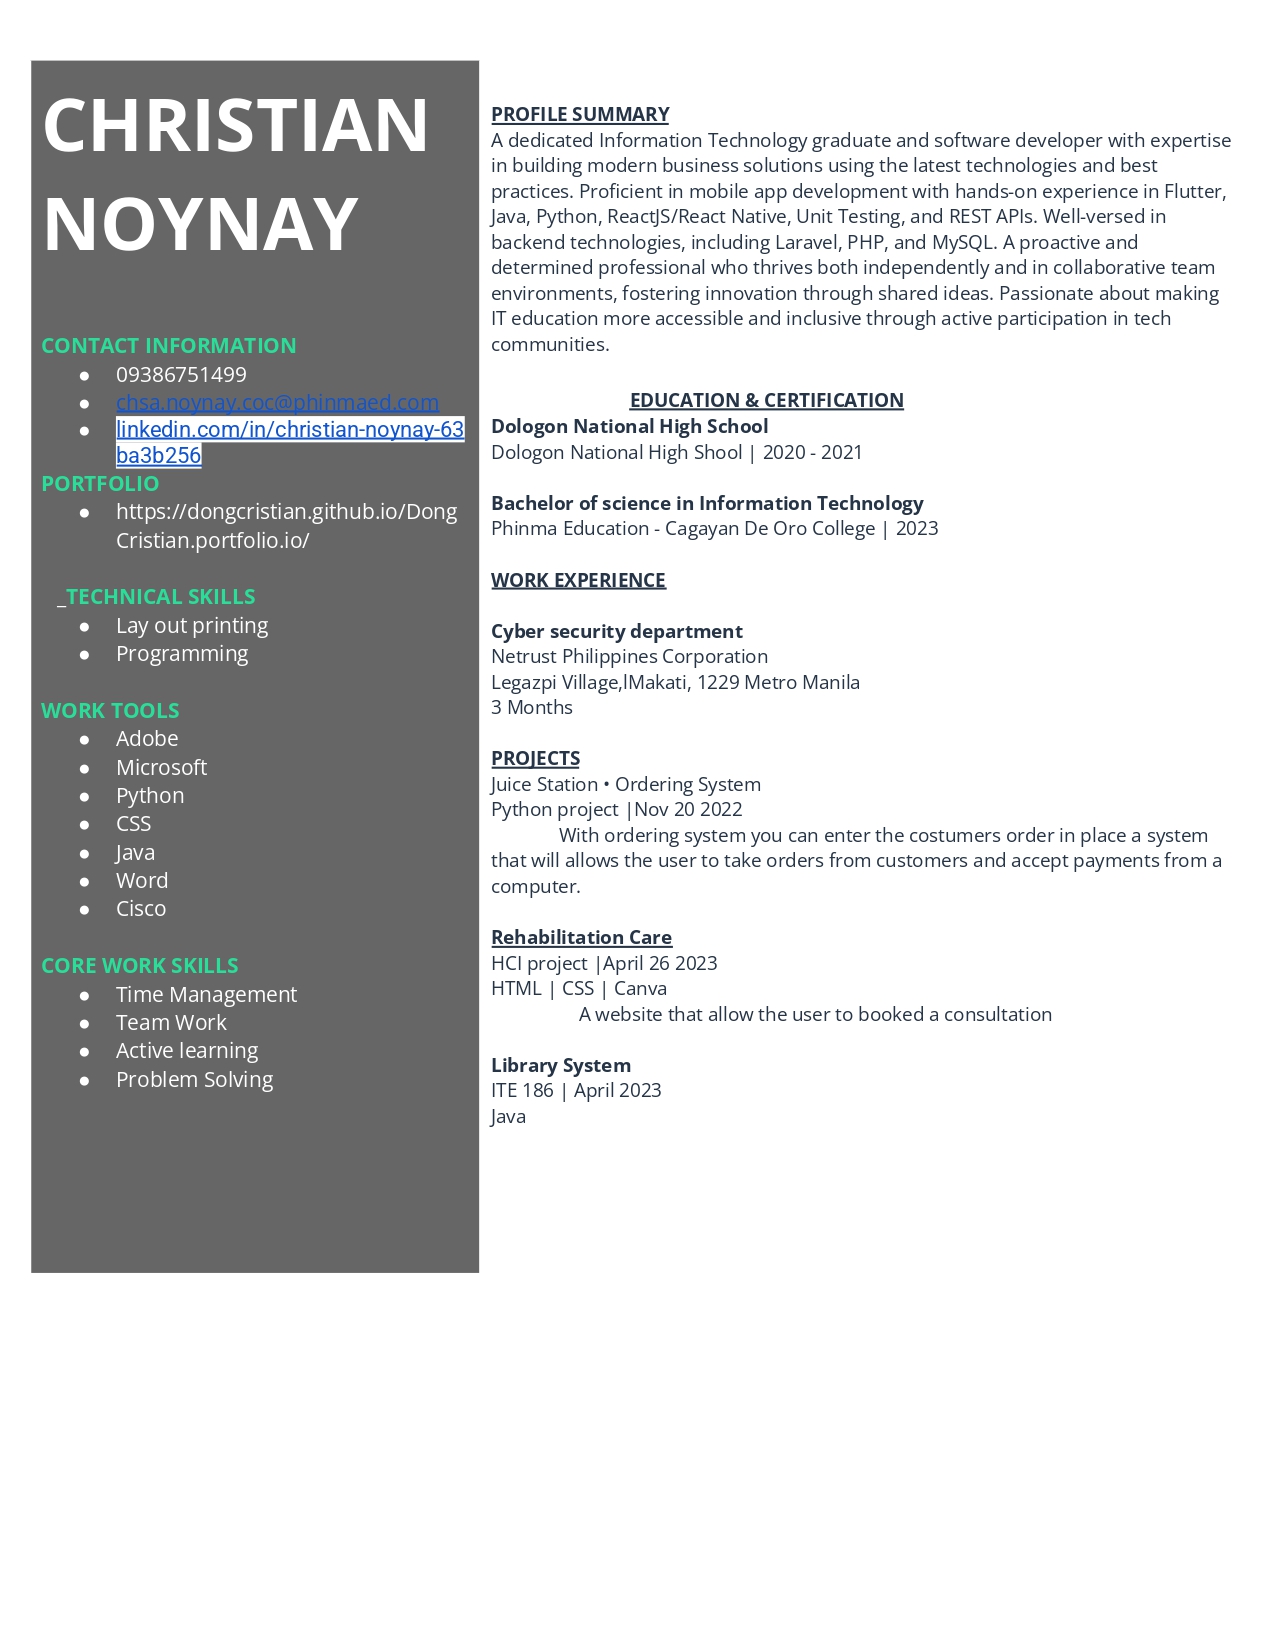 CHRISTIAN
NOYNAY
CONTACT INFORMATION
● 09386751499
● chsa.noynay.coc@phinmaed.com
● linkedin.com/in/christian-noynay-63
ba3b256
PORTFOLIO
● https://dongcristian.github.io/Dong
Cristian.portfolio.io/
_TECHNICAL SKILLS
● Lay out printing
● Programming
WORK TOOLS
● Adobe
● Microsoft
● Python
● CSS
● Java
● Word
● Cisco
CORE WORK SKILLS
● Time Management
● Team Work
● Active learning
● Problem Solving
PROFILE SUMMARY
A dedicated Information Technology graduate and software developer with expertise
in building modern business solutions using the latest technologies and best
practices. Proficient in mobile app development with hands-on experience in Flutter,
Java, Python, ReactJS/React Native, Unit Testing, and REST APIs. Well-versed in
backend technologies, including Laravel, PHP, and MySQL. A proactive and
determined professional who thrives both independently and in collaborative team
environments, fostering innovation through shared ideas. Passionate about making
IT education more accessible and inclusive through active participation in tech
communities.
EDUCATION & CERTIFICATION
Dologon National High School
Dologon National High Shool | 2020 - 2021
Bachelor of science in Information Technology
Phinma Education - Cagayan De Oro College | 2023
WORK EXPERIENCE
Cyber security department
Netrust Philippines Corporation
Legazpi Village,lMakati, 1229 Metro Manila
3 Months
PROJECTS
Juice Station • Ordering System
Python project |Nov 20 2022
With ordering system you can enter the costumers order in place a system
that will allows the user to take orders from customers and accept payments from a
computer.
Rehabilitation Care
HCI project |April 26 2023
HTML | CSS | Canva
A website that allow the user to booked a consultation
Library System
ITE 186 | April 2023
Java